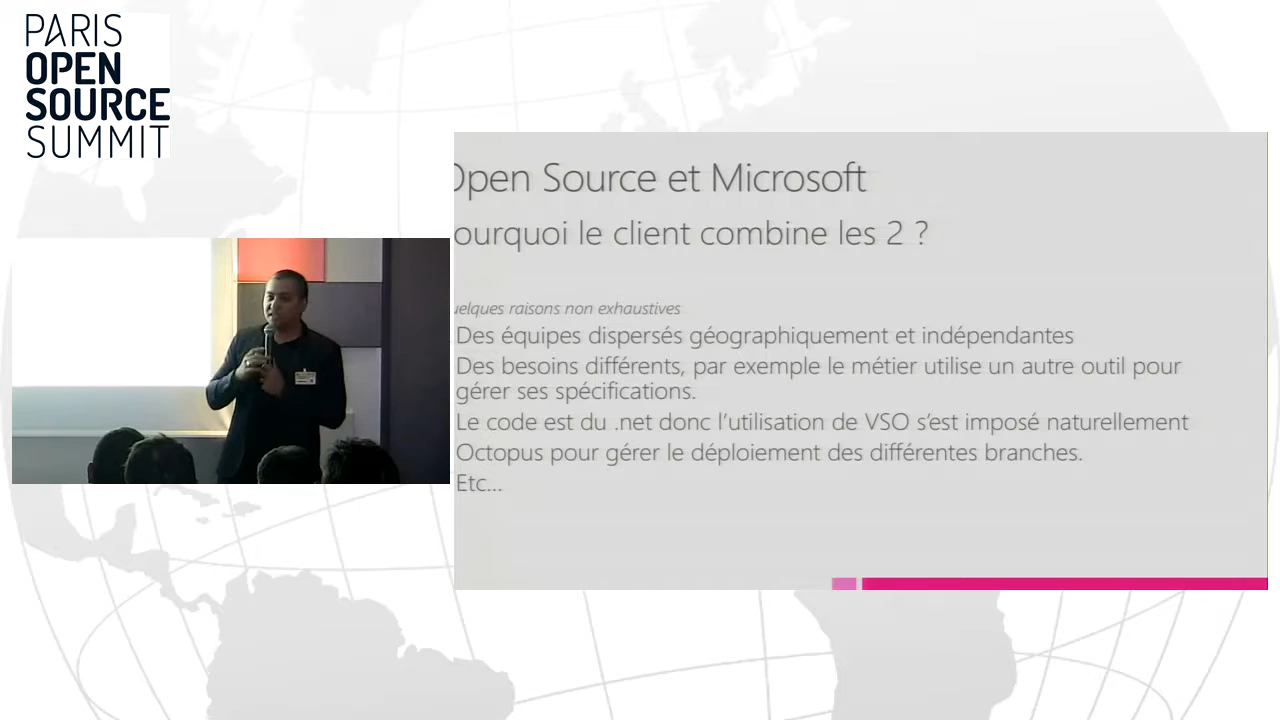 PARIS
OPEN
SOURCE
SUMMIT
Open Source et Microsoft
ourquoi le client combine les 2 ?
uelques raisons non exhaustives
Des équipes dispersés géographiquement et indépendantes
Des besoins différents, par exemple le métier utilise un autre outil pour
gérer ses spécifications.
Le code est du .net donc l’utilisation de VSO s’est imposé naturellement
Octopus pour gérer le déploiement des différentes branches.
Etc...